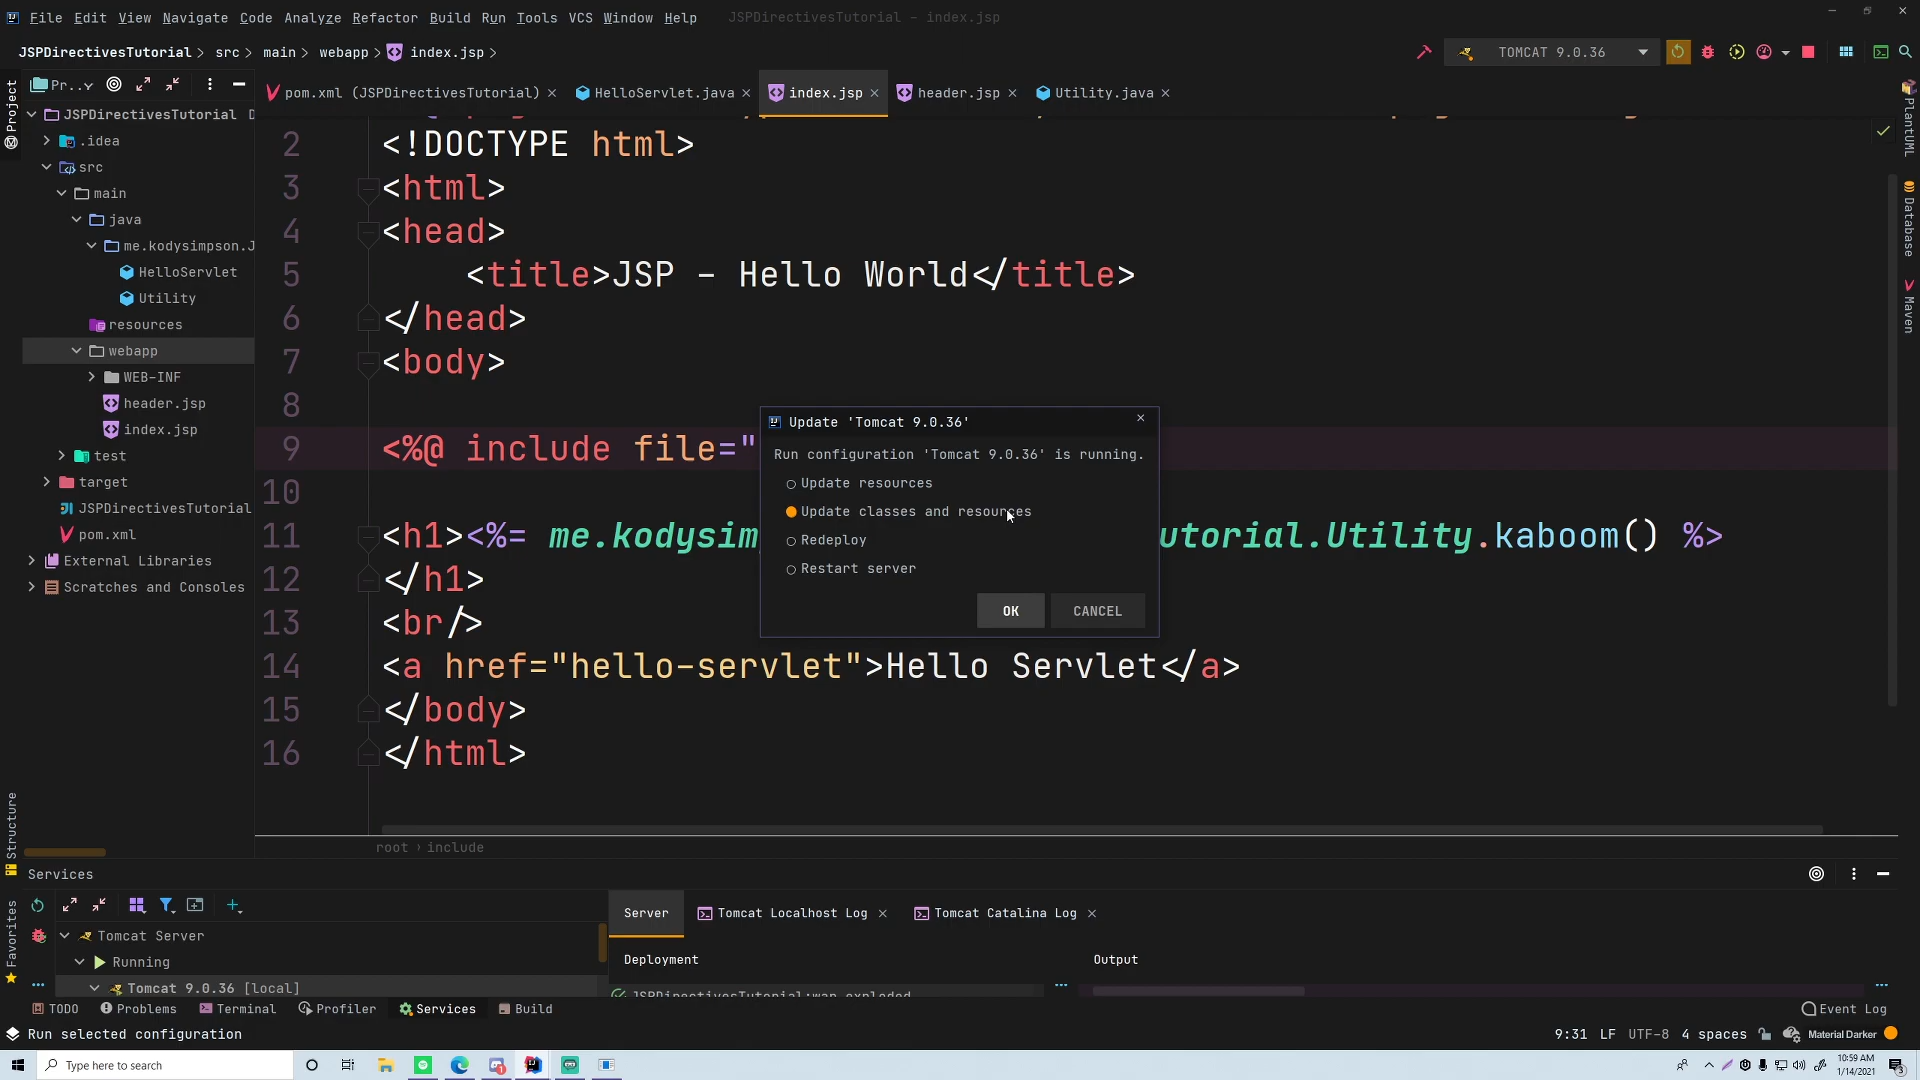 File Edit View Navigate Code Analyze Refactor Build Run Tools VCS Window Help JSPDirectivesTutorial - index.jsp
JSPDirectivesTutorial > src > main > webapp > index.jsp >
TOMCAT 9.0.36
Project
Pr...
pom.xml (JSPDirectivesTutorial)
HelloServlet.java
index.jsp
header.jsp
Utility.java
JSPDirectivesTutorial
.idea
src
main
java
me.kodysimpson.J
HelloServlet
Utility
resources
webapp
WEB-INF
header.jsp
index.jsp
test
target
JSPDirectivesTutorial
pom.xml
External Libraries
Scratches and Consoles
2 <!DOCTYPE html>
3 <html>
4 <head>
5 <title>JSP - Hello World</title>
6 </head>
7 <body>
8
9 <%@ include file="
10
11 <h1><%= me.kodysim utorial.Utility.kaboom() %>
12 </h1>
13 <br/>
14 <a href="hello-servlet">Hello Servlet</a>
15 </body>
16 </html>
Update 'Tomcat 9.0.36'
Run configuration 'Tomcat 9.0.36' is running.
Update resources
Update classes and resources
Redeploy
Restart server
OK CANCEL
PlantUML
Database
Maven
root › include
Structure
Favorites
Services
Tomcat Server
Running
Tomcat 9.0.36 [local]
Server
Tomcat Localhost Log
Tomcat Catalina Log
Deployment
Output
JSPDirectivesTutorial:war exploded
TODO Problems Terminal Profiler Services Build
Event Log
Run selected configuration
9:31 LF UTF-8 4 spaces Material Darker
Type here to search
10:59 AM
1/14/2021